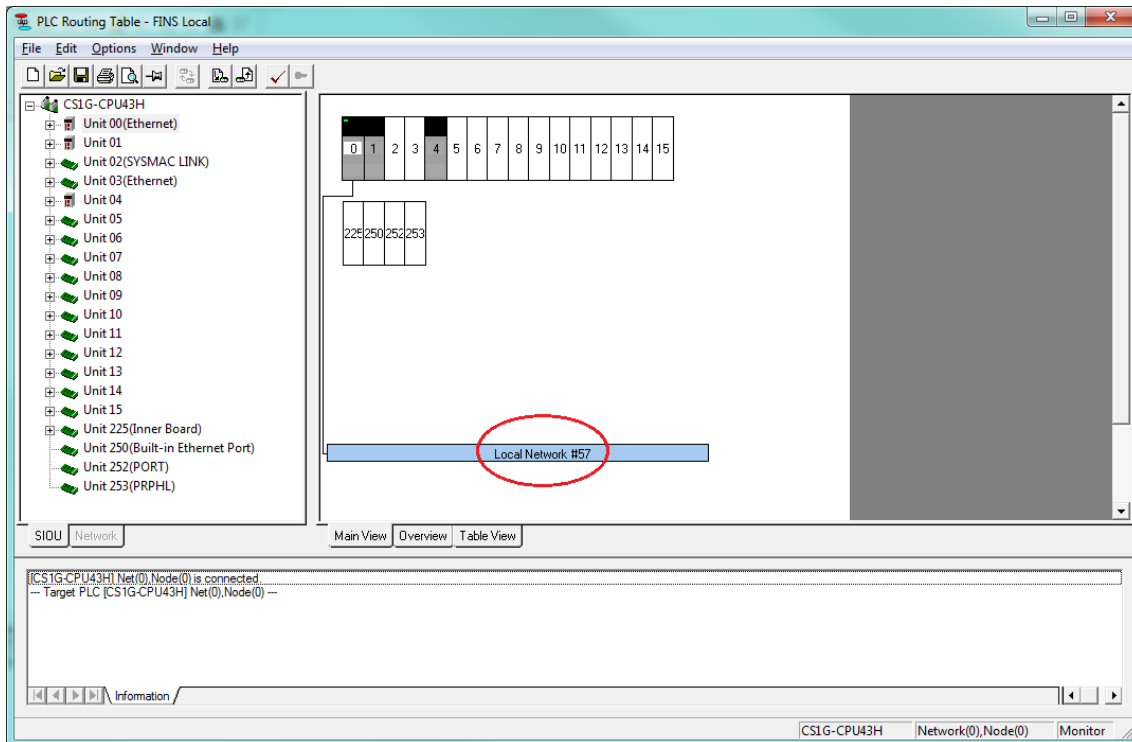 PLC Routing Table - FINS Local
File Edit Options Window Help
CS1G-CPU43H
Unit 00(Ethernet)
Unit 01
Unit 02(SYSMAC LINK)
Unit 03(Ethernet)
Unit 04
Unit 05
Unit 06
Unit 07
Unit 08
Unit 09
Unit 10
Unit 11
Unit 12
Unit 13
Unit 14
Unit 15
Unit 225(Inner Board)
Unit 250(Built-in Ethernet Port)
Unit 252(PORT)
Unit 253(PRPHL)
SIOU Network
0 1 2 3 4 5 6 7 8 9 10 11 12 13 14 15
225 250 252 253
Local Network #57
Main View Overview Table View
[CS1G-CPU43H] Net(0),Node(0) is connected.
--- Target PLC [CS1G-CPU43H] Net(0),Node(0) ---
Information
CS1G-CPU43H Network(0),Node(0) Monitor